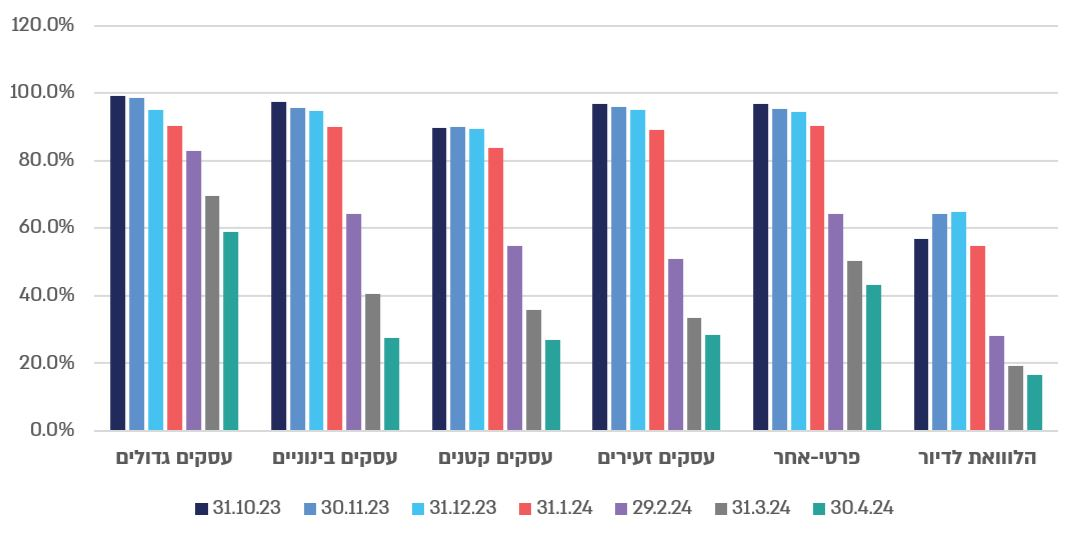 120.0%
100.0%
80.0%
60.0%
40.0%
20.0%
0.0%
עסקים גדולים
עסקים בינוניים
עסקים קטנים
עסקים זעירים
פרטי-אחר
הלווואת לדיור
31.10.23
30.11.23
31.12.23
31.1.24
29.2.24
31.3.24
30.4.24